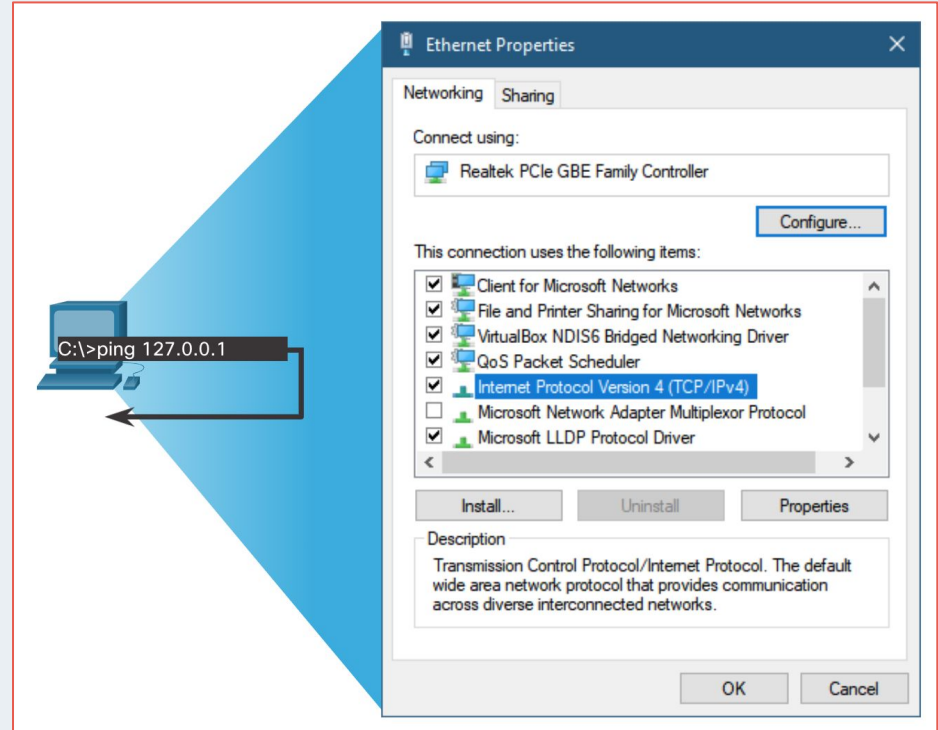 C:\>ping 127.0.0.1
Ethernet Properties
Networking Sharing
Connect using:
Realtek PCIe GBE Family Controller
Configure...
This connection uses the following items:
Client for Microsoft Networks
File and Printer Sharing for Microsoft Networks
VirtualBox NDIS6 Bridged Networking Driver
QoS Packet Scheduler
Internet Protocol Version 4 (TCP/IPv4)
Microsoft Network Adapter Multiplexor Protocol
Microsoft LLDP Protocol Driver
Install... Uninstall Properties
Description
Transmission Control Protocol/Internet Protocol. The default
wide area network protocol that provides communication
across diverse interconnected networks.
OK Cancel